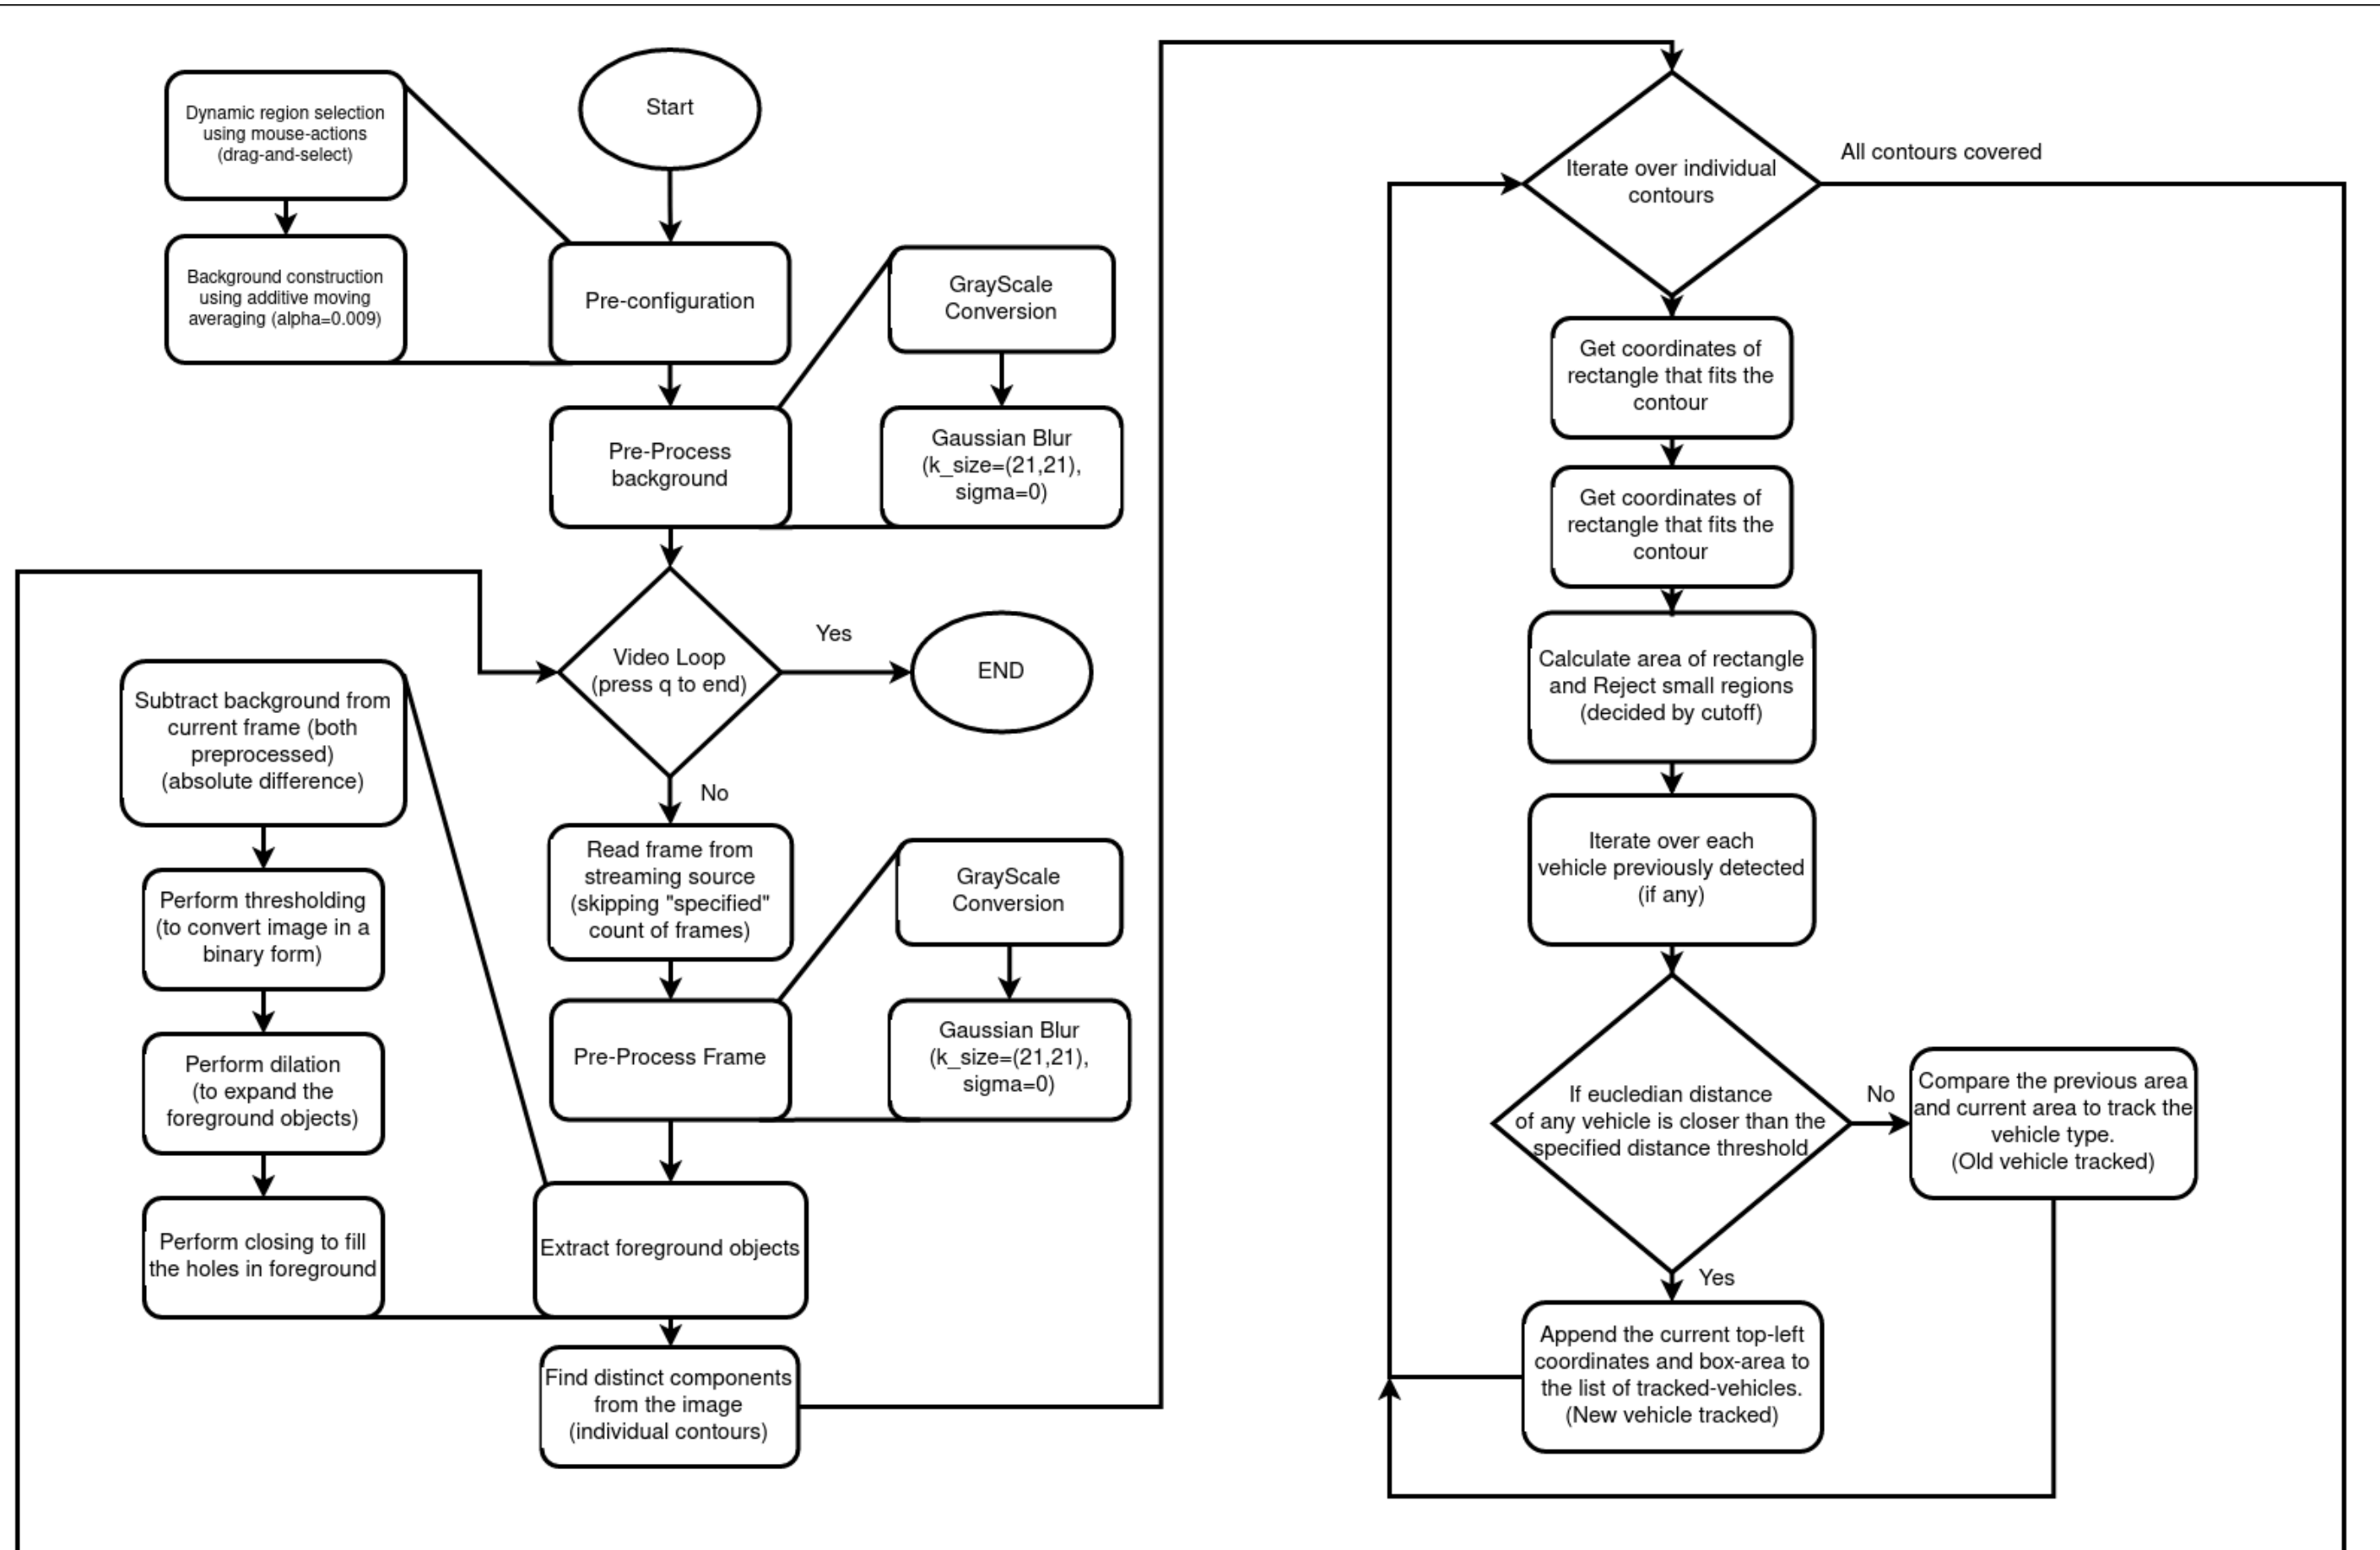 Start
Dynamic region selection
using mouse-actions
(drag-and-select)
Background construction
using additive moving
averaging (alpha=0.009)
Pre-configuration
GrayScale
Conversion
Pre-Process
background
Gaussian Blur
(k_size=(21,21),
sigma=0)
Video Loop
(press q to end)
Yes
END
No
Read frame from
streaming source
(skipping "specified"
count of frames)
GrayScale
Conversion
Pre-Process Frame
Gaussian Blur
(k_size=(21,21),
sigma=0)
Subtract background from
current frame (both
preprocessed)
(absolute difference)
Perform thresholding
(to convert image in a
binary form)
Perform dilation
(to expand the
foreground objects)
Perform closing to fill
the holes in foreground
Extract foreground objects
Find distinct components
from the image
(individual contours)
Iterate over individual
contours
All contours covered
Get coordinates of
rectangle that fits the
contour
Get coordinates of
rectangle that fits the
contour
Calculate area of rectangle
and Reject small regions
(decided by cutoff)
Iterate over each
vehicle previously detected
(if any)
If eucledian distance
of any vehicle is closer than the
specified distance threshold
No
Compare the previous area
and current area to track the
vehicle type.
(Old vehicle tracked)
Yes
Append the current top-left
coordinates and box-area to
the list of tracked-vehicles.
(New vehicle tracked)